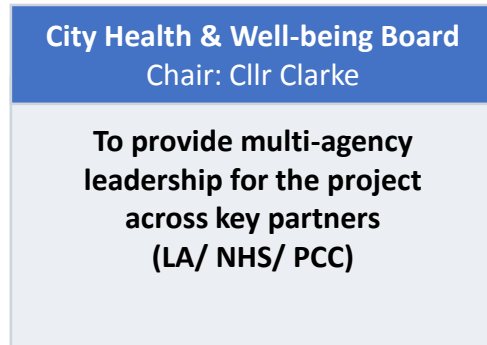 City Health & Well-being Board
Chair: Cllr Clarke
To provide multi-agency
leadership for the project
across key partners
(LA/ NHS/ PCC)